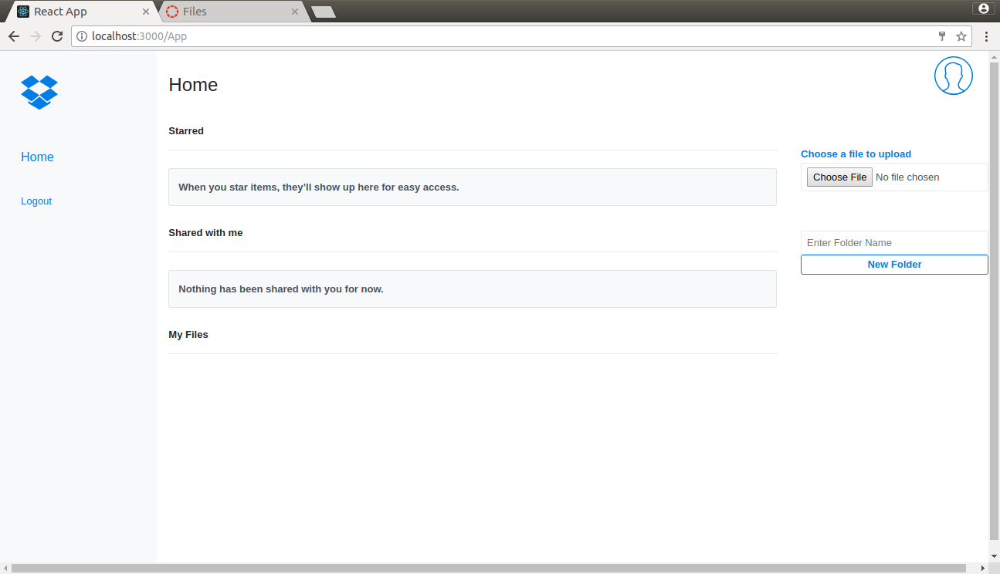 React App
Files
localhost:3000/App
Home
Starred
Home
Choose a file to upload
Choose File No file chosen
When you star items, they’ll show up here for easy access.
Logout
Shared with me
Enter Folder Name
New Folder
Nothing has been shared with you for now.
My Files